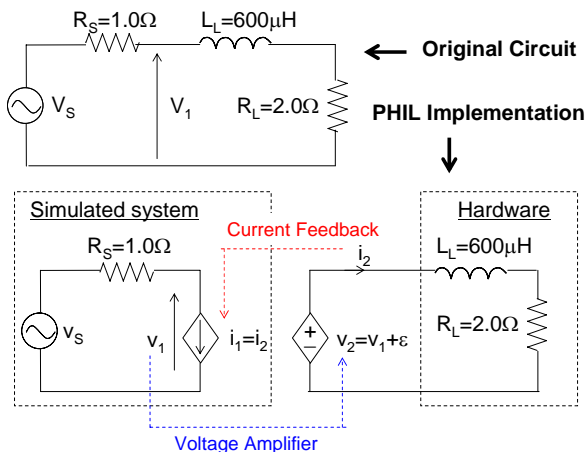 R_S=1.0Ω
L_L=600µH
Original Circuit
V_S
V_1
R_L=2.0Ω
PHIL Implementation
Simulated system
Current Feedback
Hardware
R_S=1.0Ω
i_2
L_L=600µH
v_S
v_1
i_1=i_2
+
−
v_2=v_1+ε
R_L=2.0Ω
Voltage Amplifier